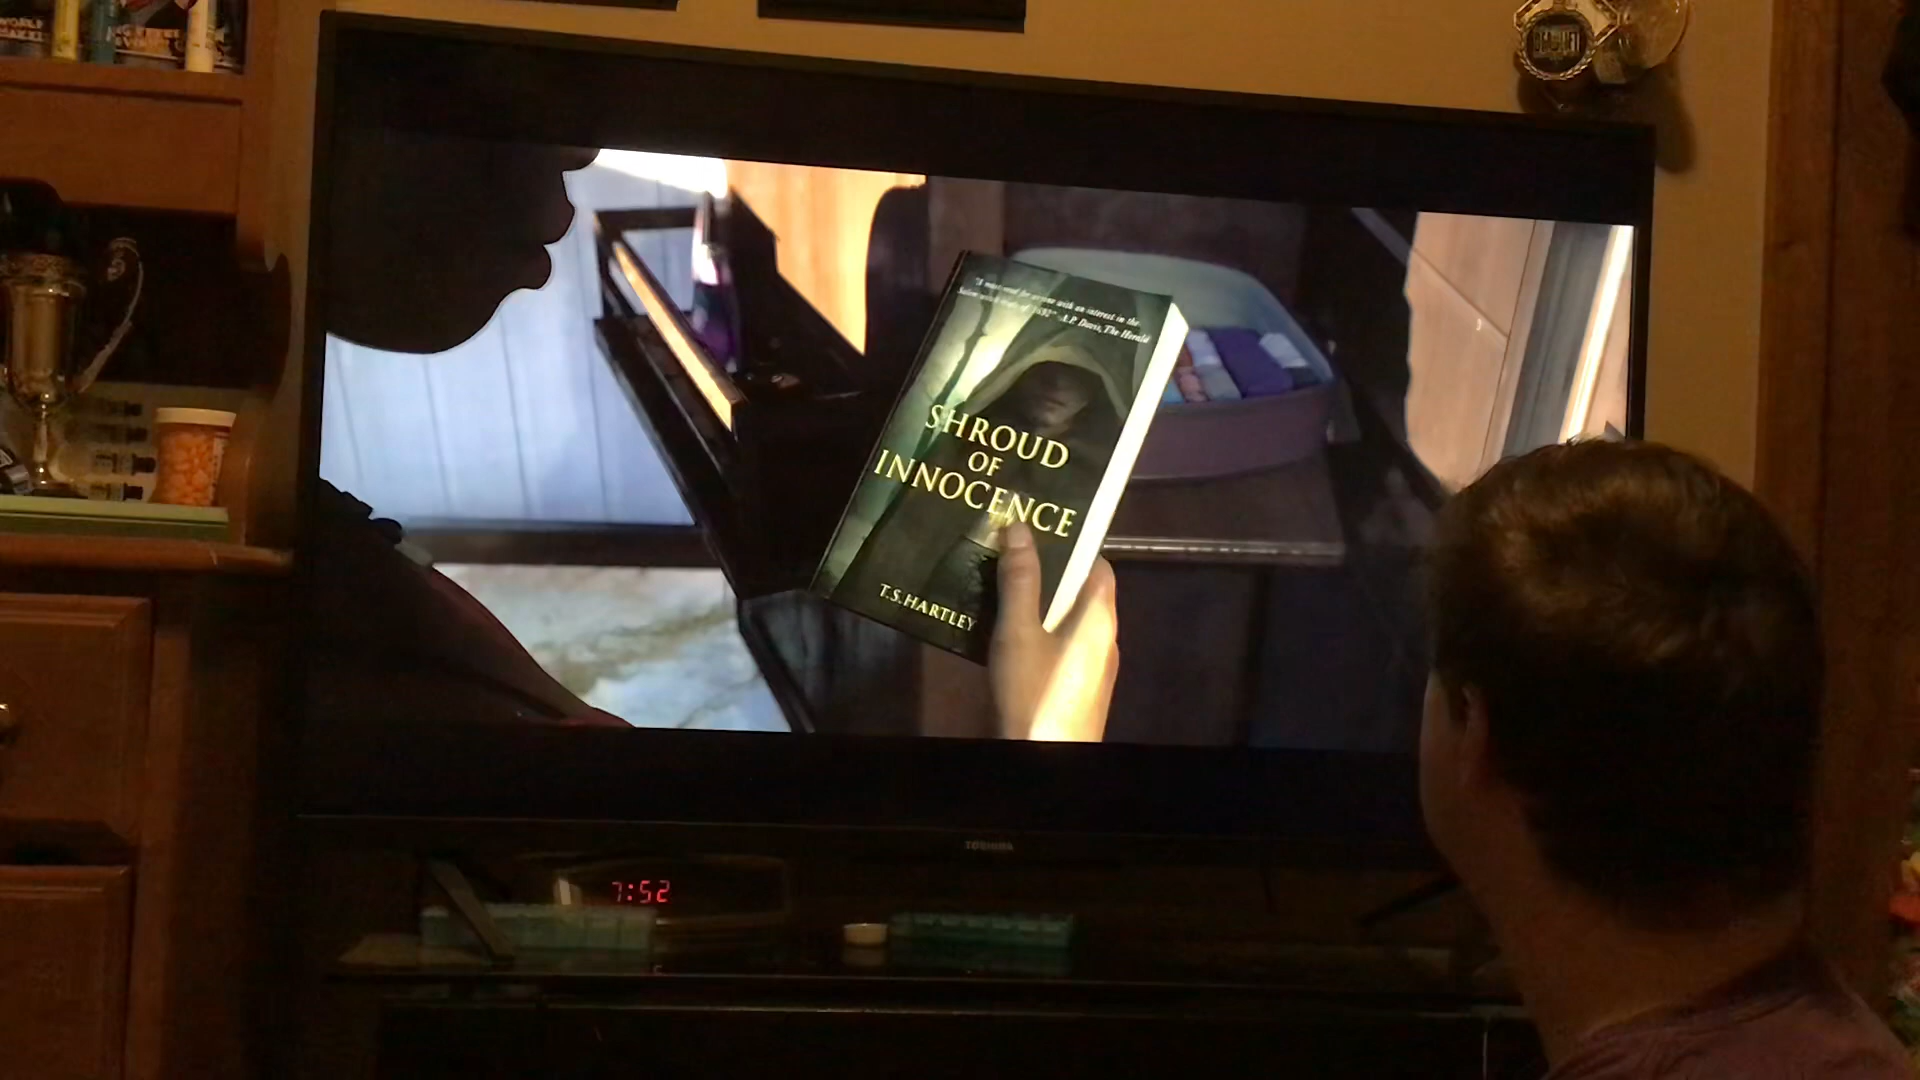 "A must-read for anyone with an interest in the
Salem witch trials of 1692" -A.P. Davis, The Herald
SHROUD
OF
INNOCENCE
T.S. HARTLEY
TOSHIBA
7:52